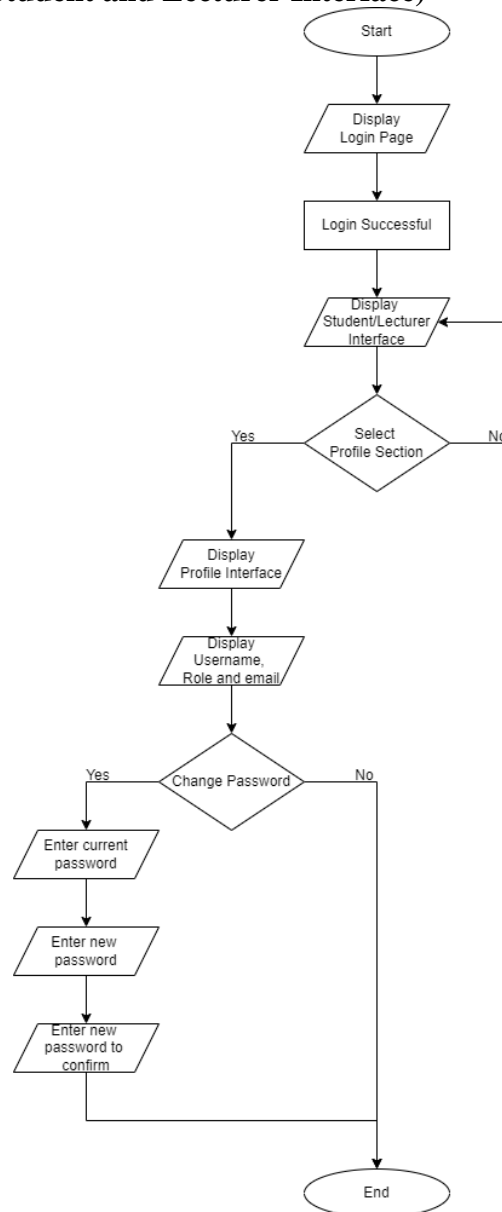 Student and Lecturer Interface)
Start
Display
Login Page
Login Successful
Display
Student/Lecturer
Interface
Select
Profile Section
Yes
No
Display
Profile Interface
Display
Username,
Role and email
Change Password
Yes
No
Enter current
password
Enter new
password
Enter new
password to
confirm
End